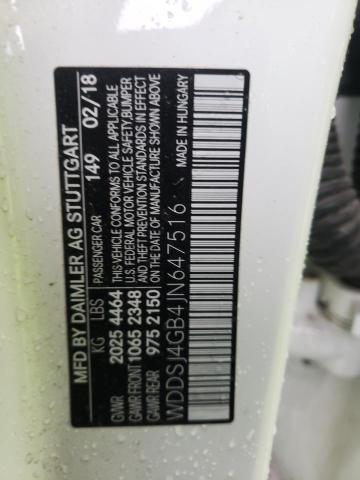 MFD BY DAIMLER AG STUTTGART
PASSENGER CAR 149 02/18
KG LBS THIS VEHICLE CONFORMS TO ALL APPLICABLE
GVWR 2025 4464 U.S. FEDERAL MOTOR VEHICLE SAFETY, BUMPER
GAWR FRONT 1065 2348 AND THEFT PREVENTION STANDARDS IN EFFECT
GAWR REAR 975 2150 ON THE DATE OF MANUFACTURE SHOWN ABOVE
MADE IN HUNGARY
WDDSJ4GB4JN647516